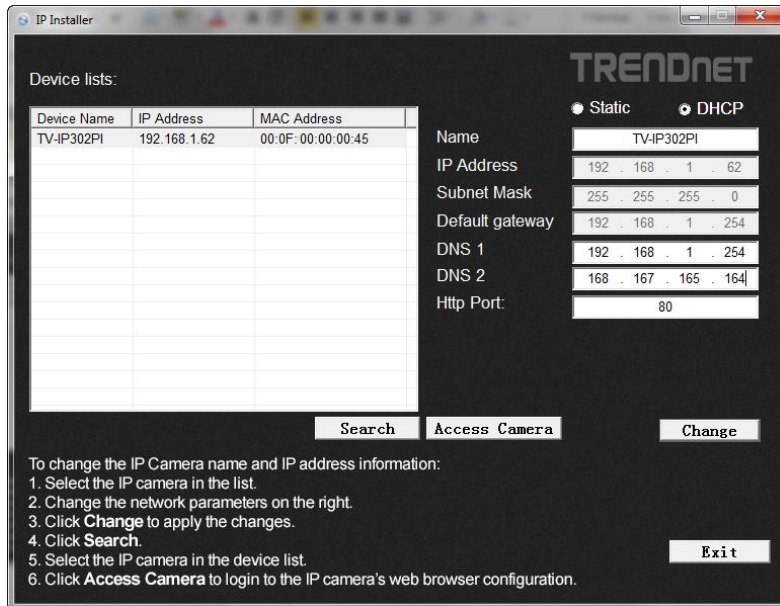 IP Installer
TRENDnET
Device lists:
Static DHCP
Device Name IP Address MAC Address
TV-IP302PI 192.168.1.62 00:0F:00:00:00:45
Name TV-IP302PI
IP Address 192 . 168 . 1 . 62
Subnet Mask 255 . 255 . 255 . 0
Default gateway 192 . 168 . 1 . 254
DNS 1 192 . 168 . 1 . 254
DNS 2 168 . 167 . 165 . 164
Http Port: 80
Search Access Camera Change
To change the IP Camera name and IP address information:
1. Select the IP camera in the list.
2. Change the network parameters on the right.
3. Click Change to apply the changes.
4. Click Search.
5. Select the IP camera in the device list.
6. Click Access Camera to login to the IP camera's web browser configuration.
Exit